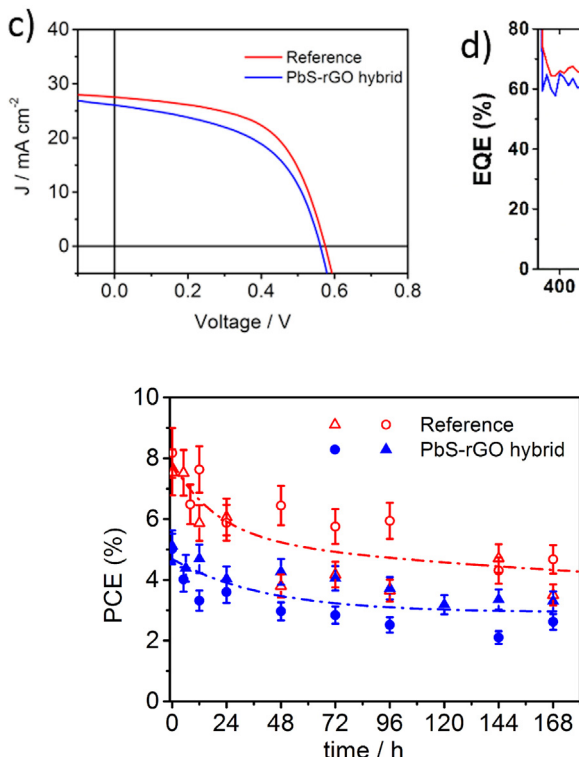 c)
40
30
20
10
0
J / mA cm-2
Reference
PbS-rGO hybrid
0.0 0.2 0.4 0.6 0.8
Voltage / V
d)
80
60
40
20
0
EQE (%)
400
10
8
6
4
2
0
PCE (%)
Reference
PbS-rGO hybrid
0 24 48 72 96 120 144 168
time / h